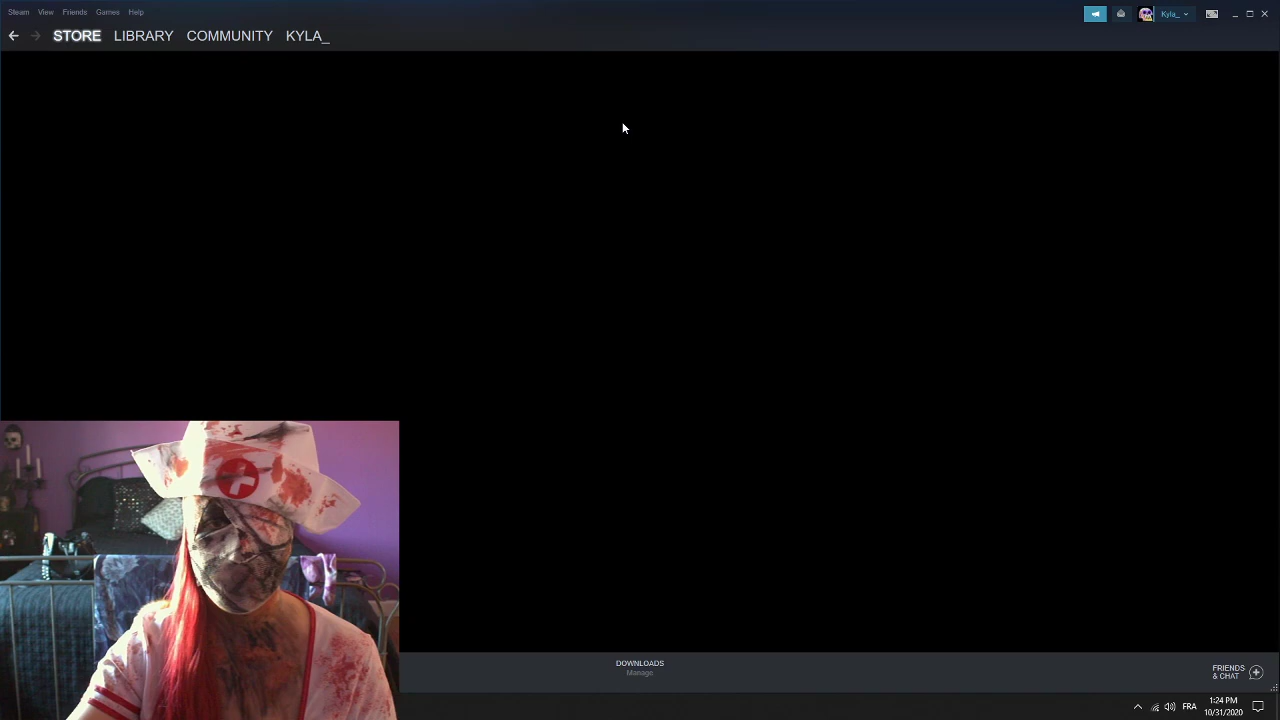 Steam View Friends Games Help
Kyla_
STORE LIBRARY COMMUNITY KYLA_
DOWNLOADS
Manage
FRIENDS
& CHAT
1:24 PM
FRA
10/31/2020